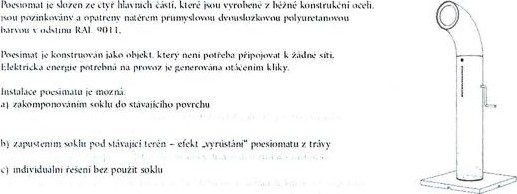 Poesiomat je složen ze čtyř hlavních částí, které jsou vyrobené z běžné konstrukční oceli,
jsou pozinkovány a opatřeny nátěrem průmyslovou dvousložkovou polyuretanovou
barvou v odstínu RAL 9011.
Poesimat je konstruován jako objekt, který není potřeba připojovat k žádné síti.
Elektrická energie potřebná na provoz je generována otáčením kliky.
Instalace poesimatu je možná:
a) zakomponováním soklu do stávajícího povrchu
b) zapuštěním soklu pod stávající terén – efekt „vyrůstání" poesiomatu z trávy
c) individuální řešení bez použit soklu